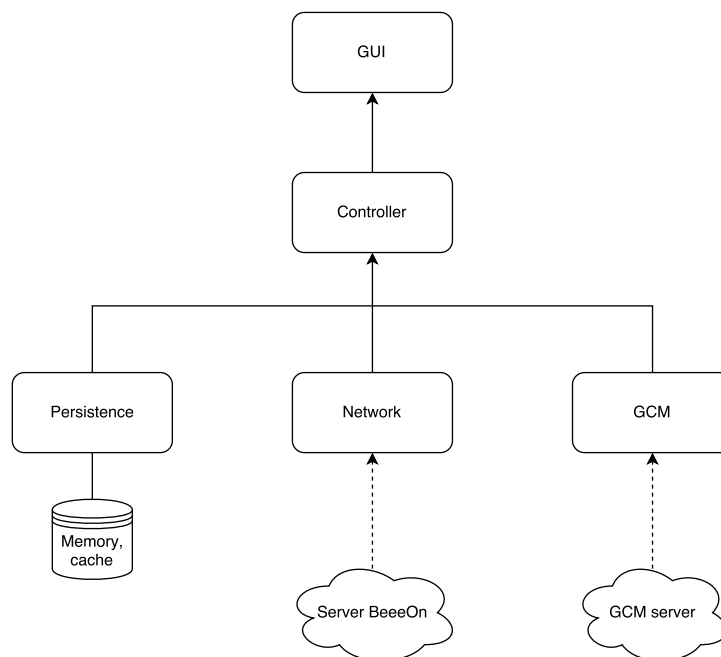 GUI
Controller
Persistence
Network
GCM
Memory,
cache
Server BeeeOn
GCM server